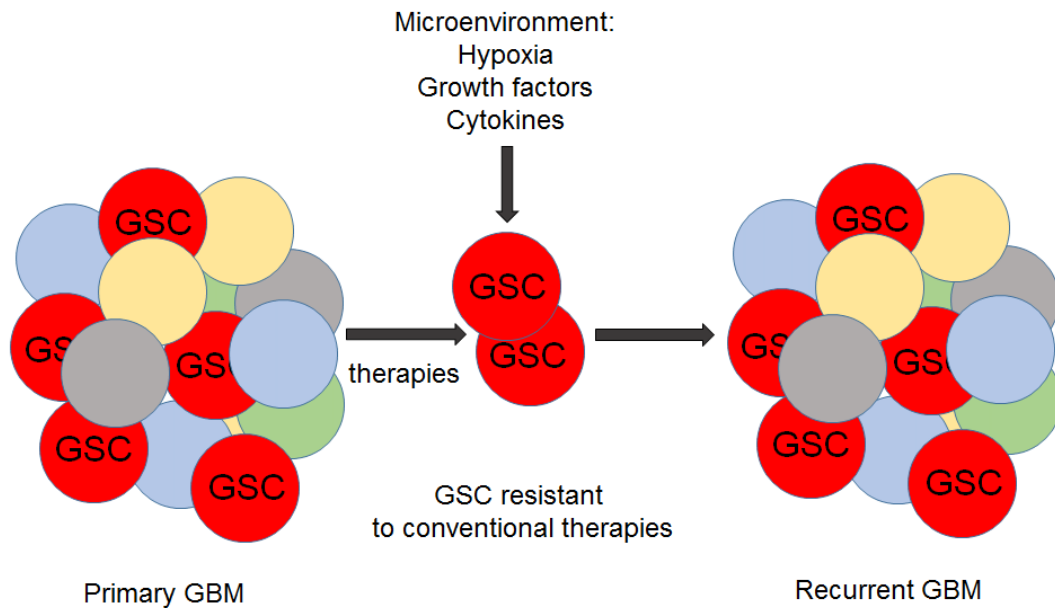 Microenvironment:
Hypoxia
Growth factors
Cytokines
GSC
GSC
GSC
GSC
GSC
therapies
GSC
GSC
GSC
GSC
GSC
GSC
GSC
GSC
resistant
to conventional therapies
Primary GBM
Recurrent GBM